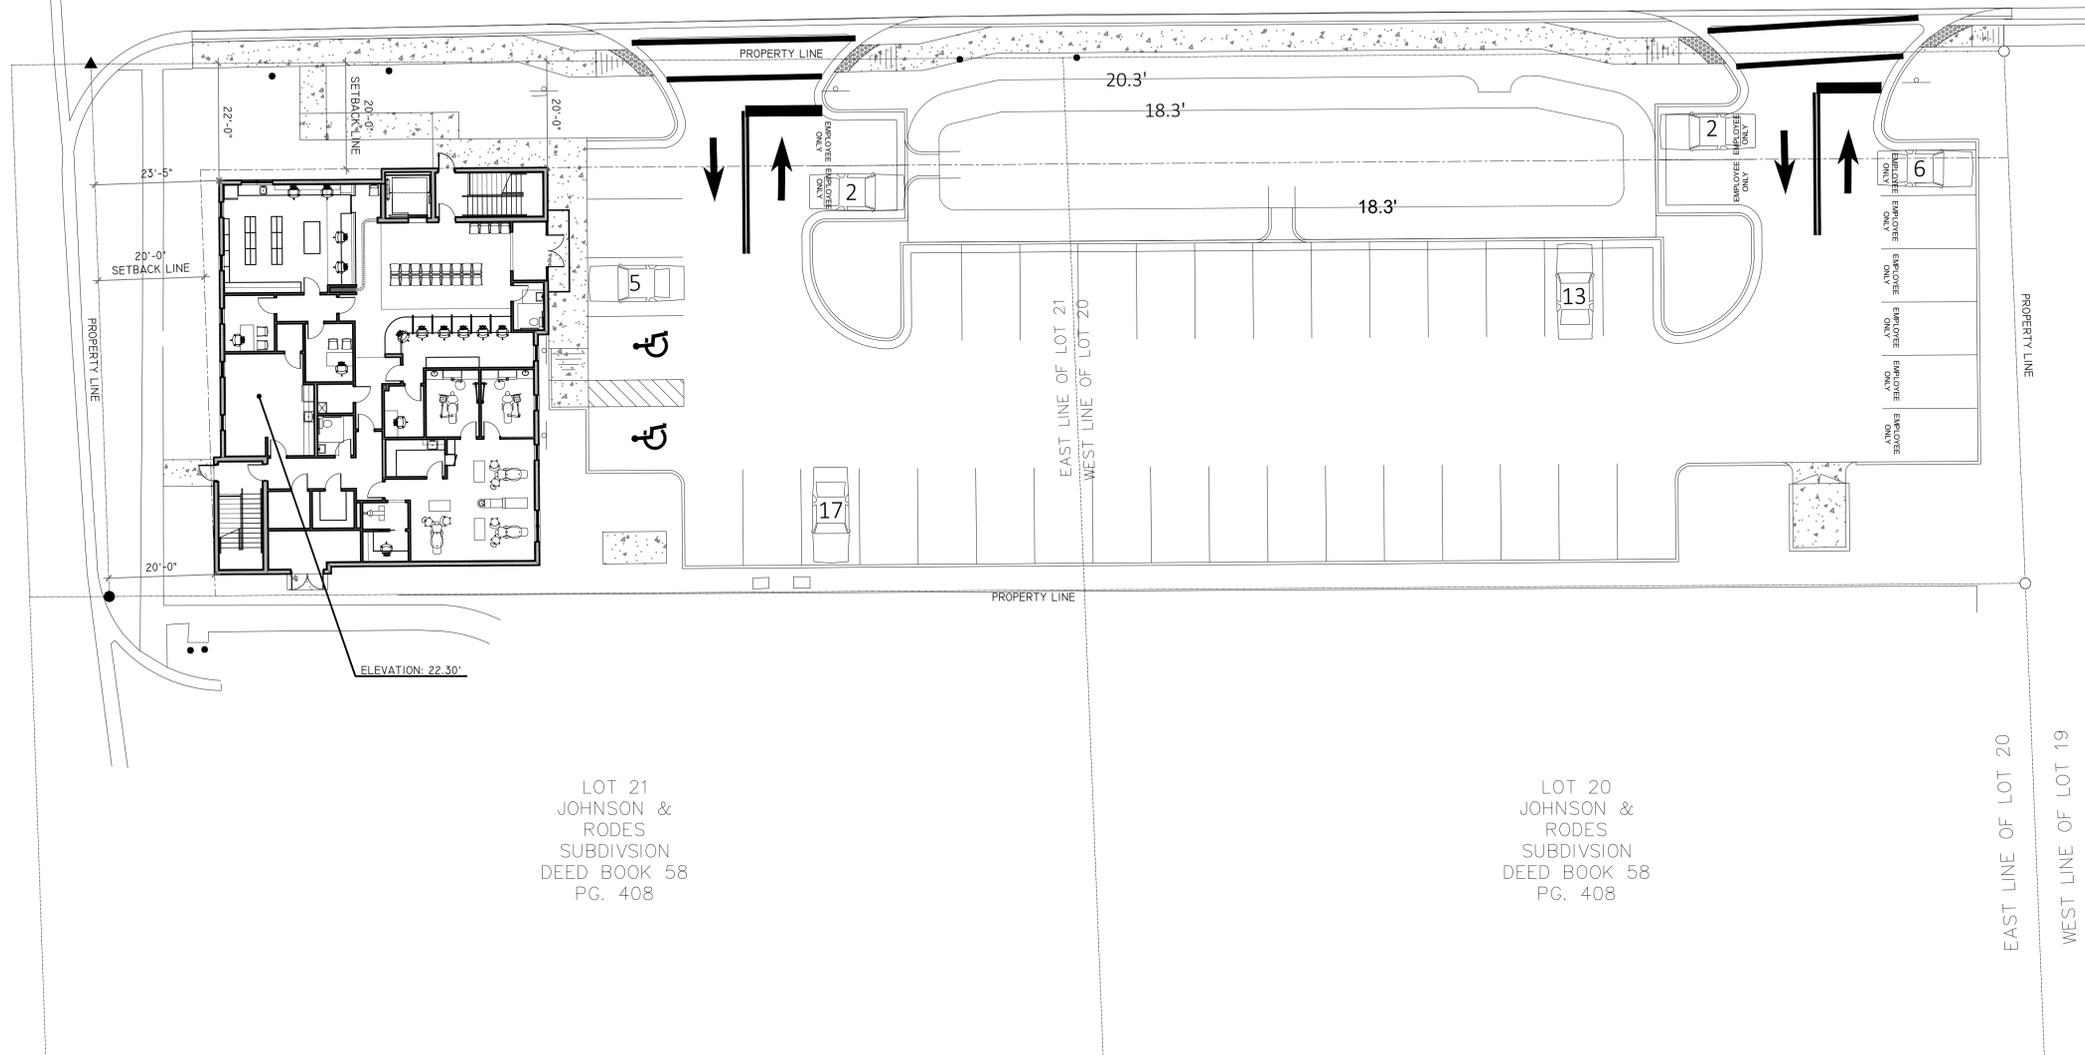 PROPERTY LINE
20.3'
18.3'
22'-0"
SETBACK LINE
20'-0"
20'-0"
EMPLOYEE
ONLY
EMPLOYEE
ONLY
2
2
EMPLOYEE
ONLY
EMPLOYEE
ONLY
6
EMPLOYEE
ONLY
EMPLOYEE
ONLY
EMPLOYEE
ONLY
EMPLOYEE
ONLY
EMPLOYEE
ONLY
EMPLOYEE
ONLY
23'-5"
18.3'
20'-0"
SETBACK LINE
5
13
PROPERTY LINE
EAST LINE OF LOT 21
WEST LINE OF LOT 20
PROPERTY LINE
17
20'-0"
PROPERTY LINE
ELEVATION: 22.30'
LOT 21
JOHNSON &
RODES
SUBDIVSION
DEED BOOK 58
PG. 408
LOT 20
JOHNSON &
RODES
SUBDIVSION
DEED BOOK 58
PG. 408
EAST LINE OF LOT 20
WEST LINE OF LOT 19